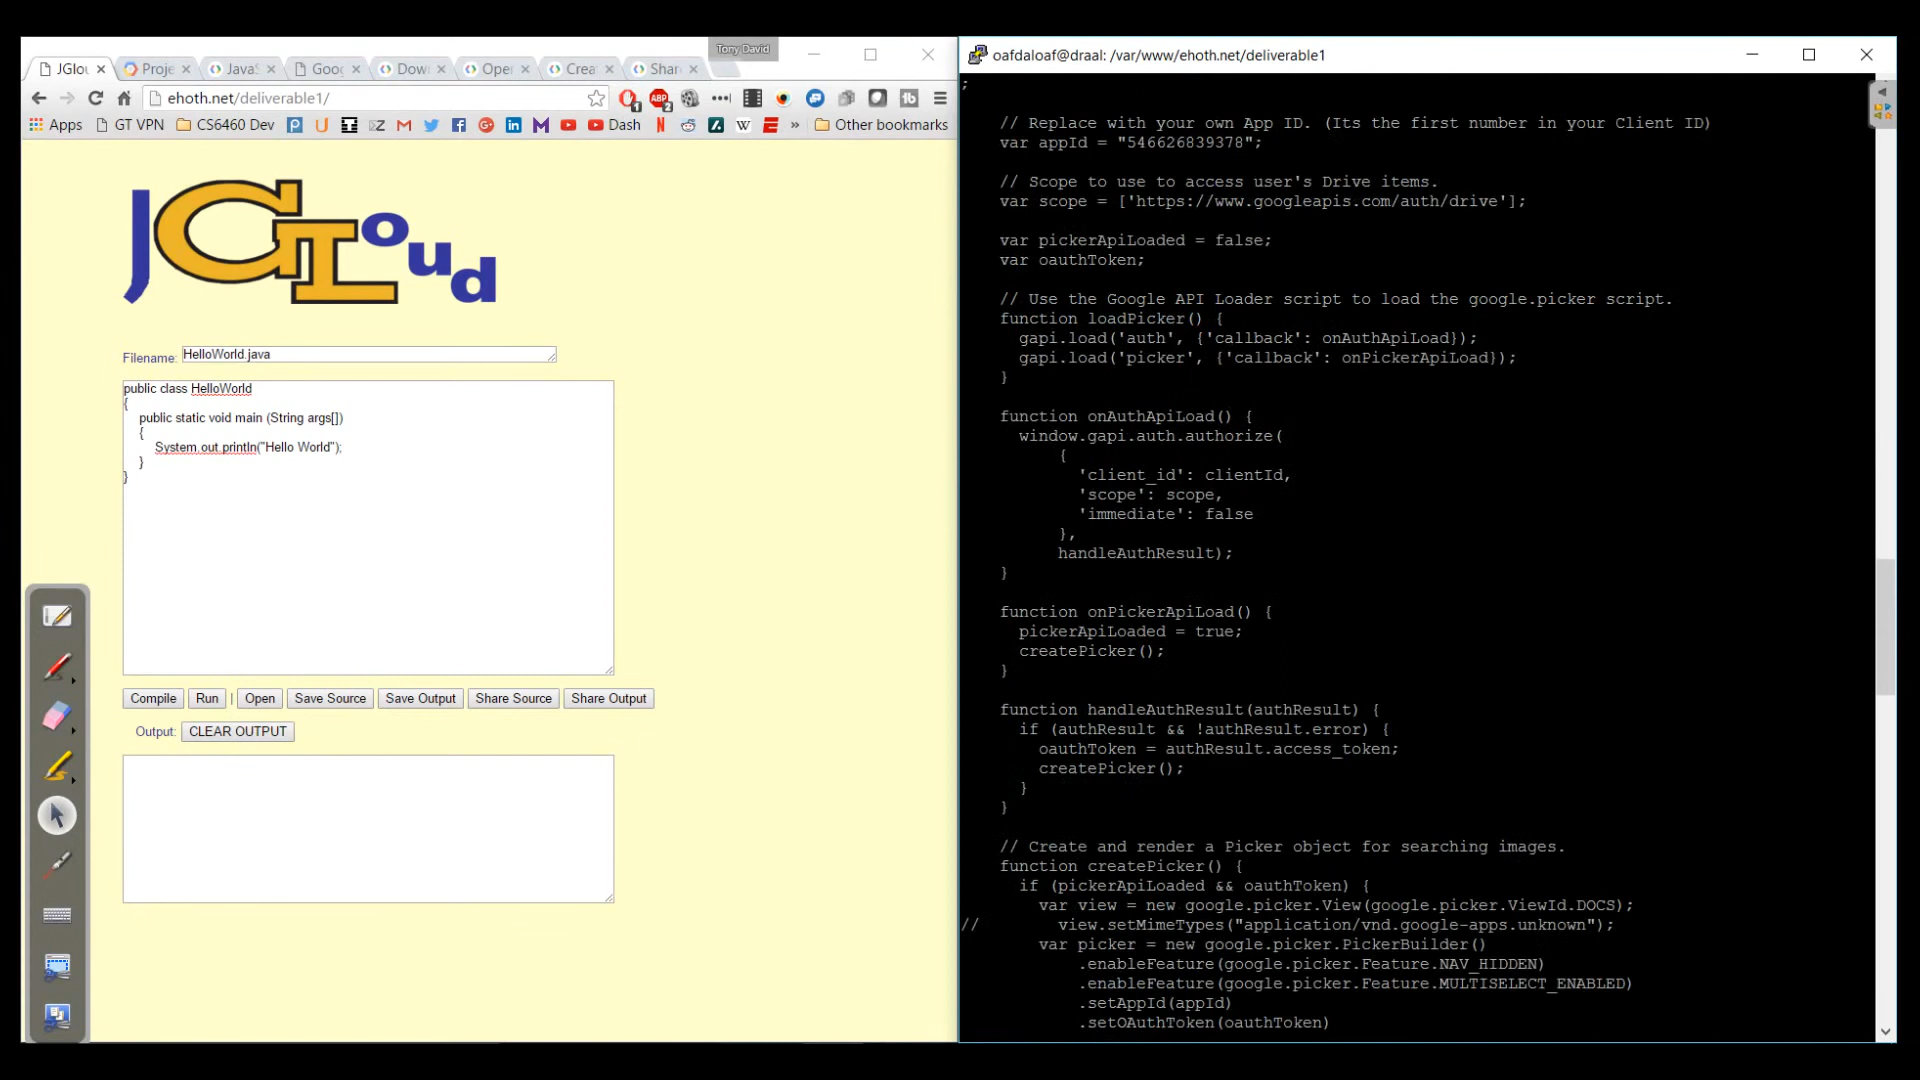 Tony David
JGlou
Proje
JavaS
Goog
Dow
Open
Crea
Shar
ehoth.net/deliverable1/
Apps
GT VPN
CS6460 Dev
Dash
Other bookmarks
JGLoud
Filename: HelloWorld.java
public class HelloWorld
{
public static void main (String args[])
{
System.out.println("Hello World");
}
}
Compile Run | Open Save Source Save Output Share Source Share Output
Output: CLEAR OUTPUT
oafdaloaf@draal: /var/www/ehoth.net/deliverable1
;
// Replace with your own App ID. (Its the first number in your Client ID)
var appId = "546626839378";
// Scope to use to access user's Drive items.
var scope = ['https://www.googleapis.com/auth/drive'];
var pickerApiLoaded = false;
var oauthToken;
// Use the Google API Loader script to load the google.picker script.
function loadPicker() {
gapi.load('auth', {'callback': onAuthApiLoad});
gapi.load('picker', {'callback': onPickerApiLoad});
}
function onAuthApiLoad() {
window.gapi.auth.authorize(
{
'client_id': clientId,
'scope': scope,
'immediate': false
},
handleAuthResult);
}
function onPickerApiLoad() {
pickerApiLoaded = true;
createPicker();
}
function handleAuthResult(authResult) {
if (authResult && !authResult.error) {
oauthToken = authResult.access_token;
createPicker();
}
}
// Create and render a Picker object for searching images.
function createPicker() {
if (pickerApiLoaded && oauthToken) {
var view = new google.picker.View(google.picker.ViewId.DOCS);
// view.setMimeTypes("application/vnd.google-apps.unknown");
var picker = new google.picker.PickerBuilder()
.enableFeature(google.picker.Feature.NAV_HIDDEN)
.enableFeature(google.picker.Feature.MULTISELECT_ENABLED)
.setAppId(appId)
.setOAuthToken(oauthToken)